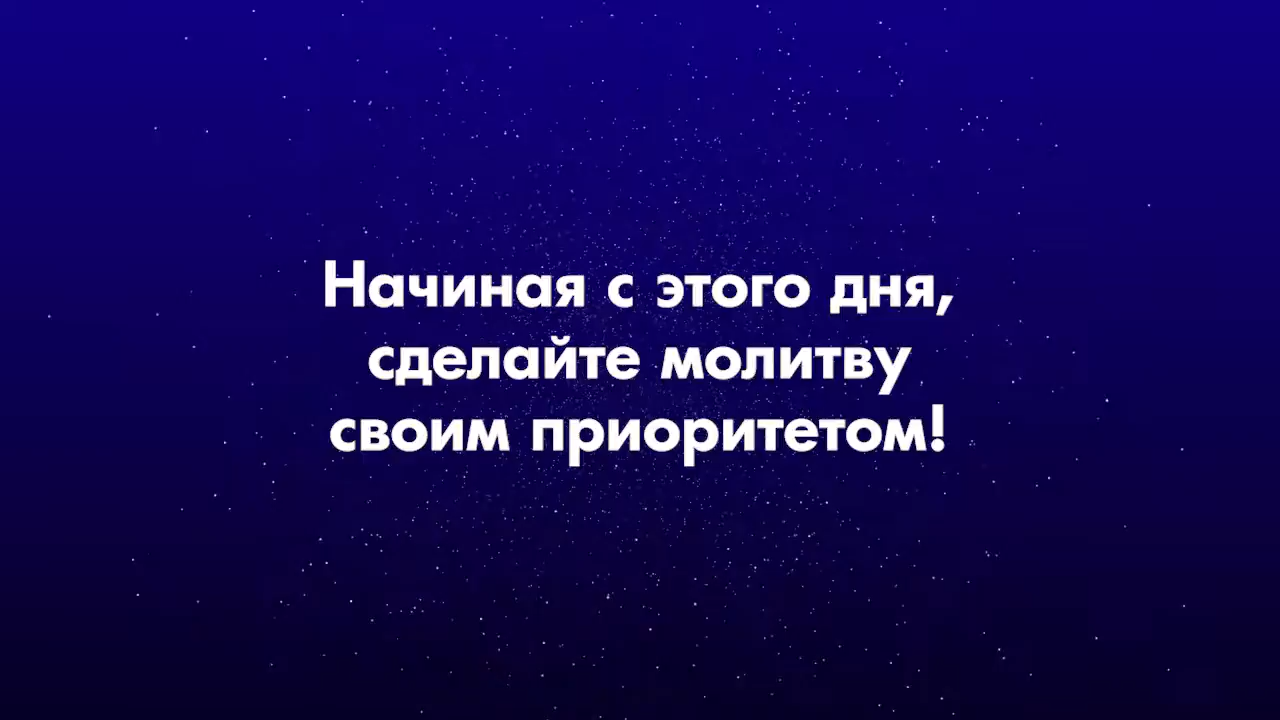 Начиная с этого дня,
сделайте молитву
своим приоритетом!